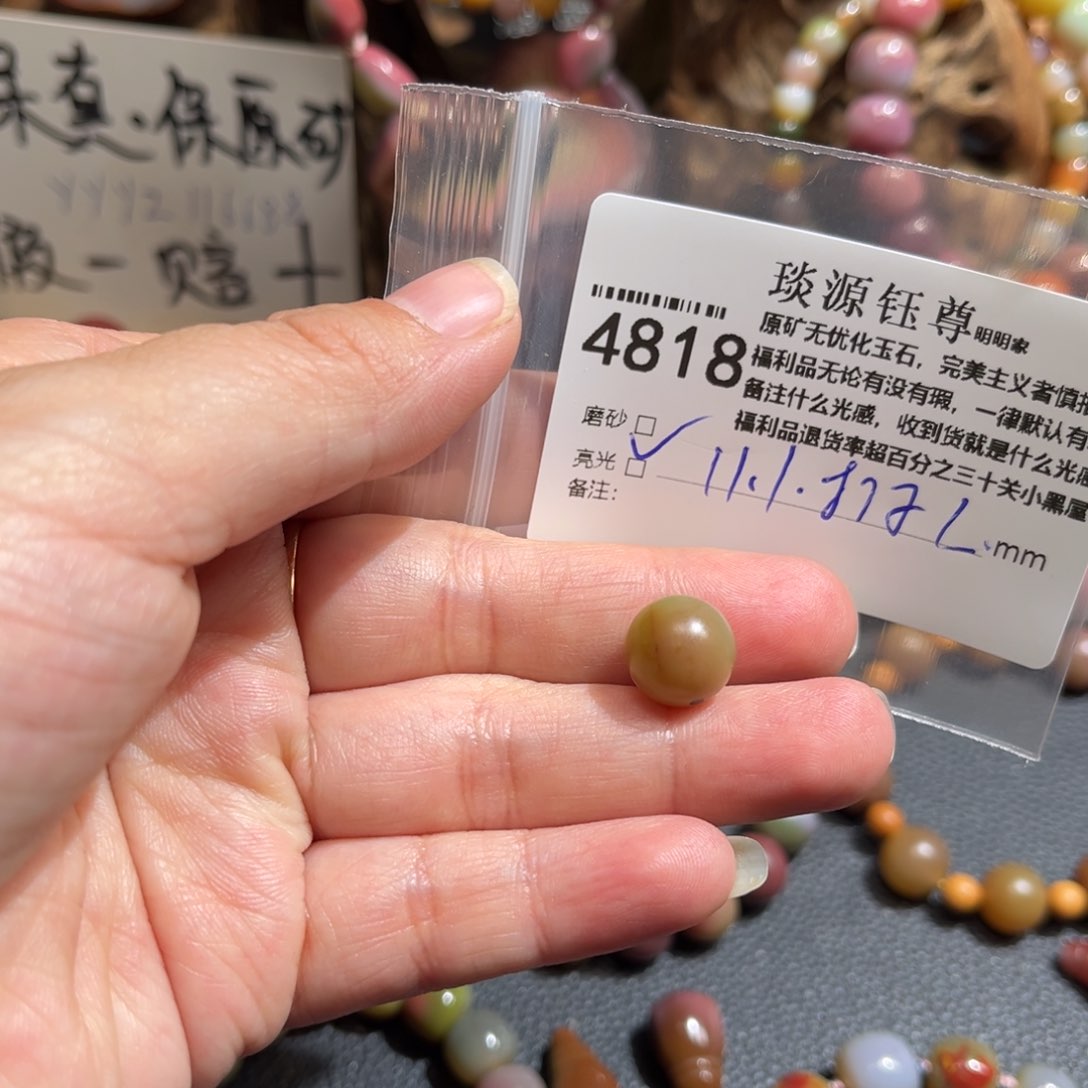 保真·保原矿
假一赔十
琰源钰尊明明家
4818
原矿无优化玉石，完美主义者慎拍
福利品无论有没有瑕，一律默认有
备注什么光感，收到货就是什么光感
福利品退货率超百分之三十关小黑屋
磨砂
亮光
备注：
11.1.
mm